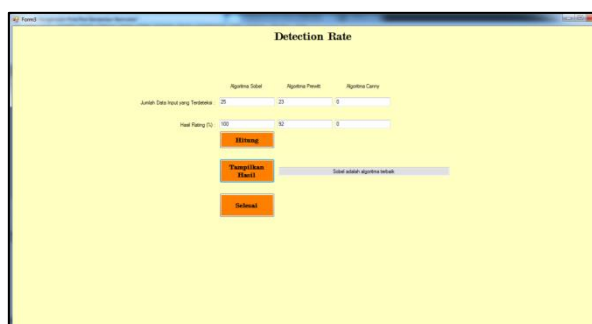 Form3
Detection Rate
Algoritma Sobel Algoritma Prewitt Algoritma Canny
Jumlah Data Input yang Terdeteksi : 25 23 0
Hasil Rating (%) : 100 92 0
Hitung
Tampilkan
Hasil
Sobel adalah algoritma terbaik
Selesai